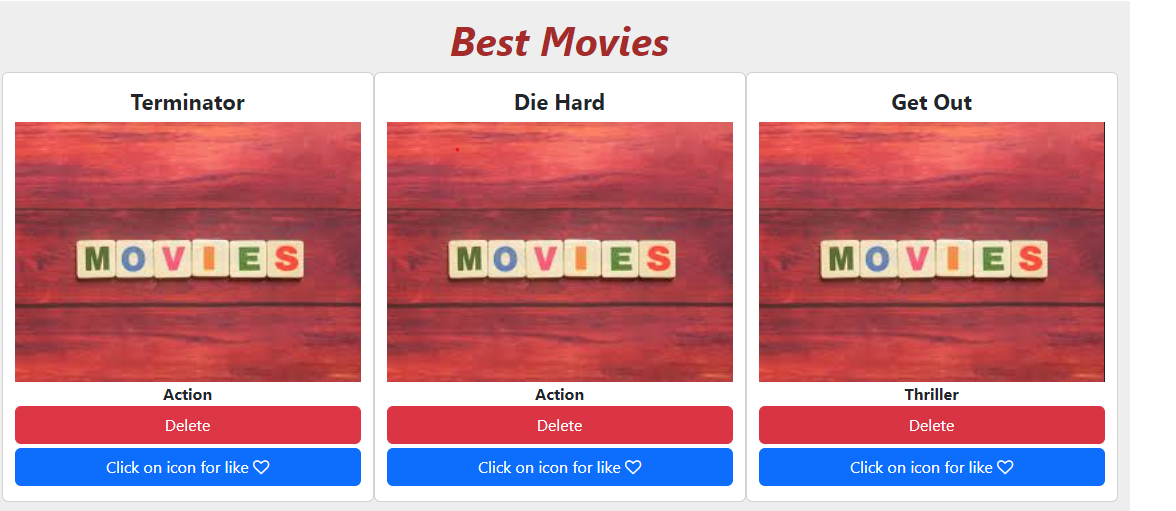 Best Movies
Terminator
MOVIES
Action
Delete
Click on icon for like
Die Hard
MOVIES
Action
Delete
Click on icon for like
Get Out
MOVIES
Thriller
Delete
Click on icon for like